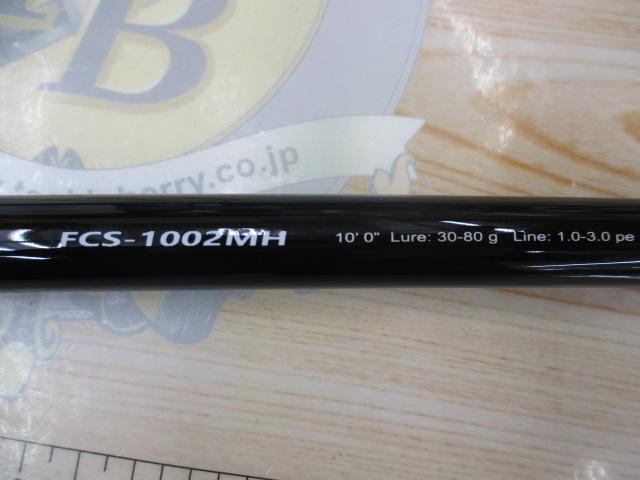 B
berry.co.jp
FCS-1002MH 10' 0" Lure: 30-80 g Line: 1.0-3.0 pe